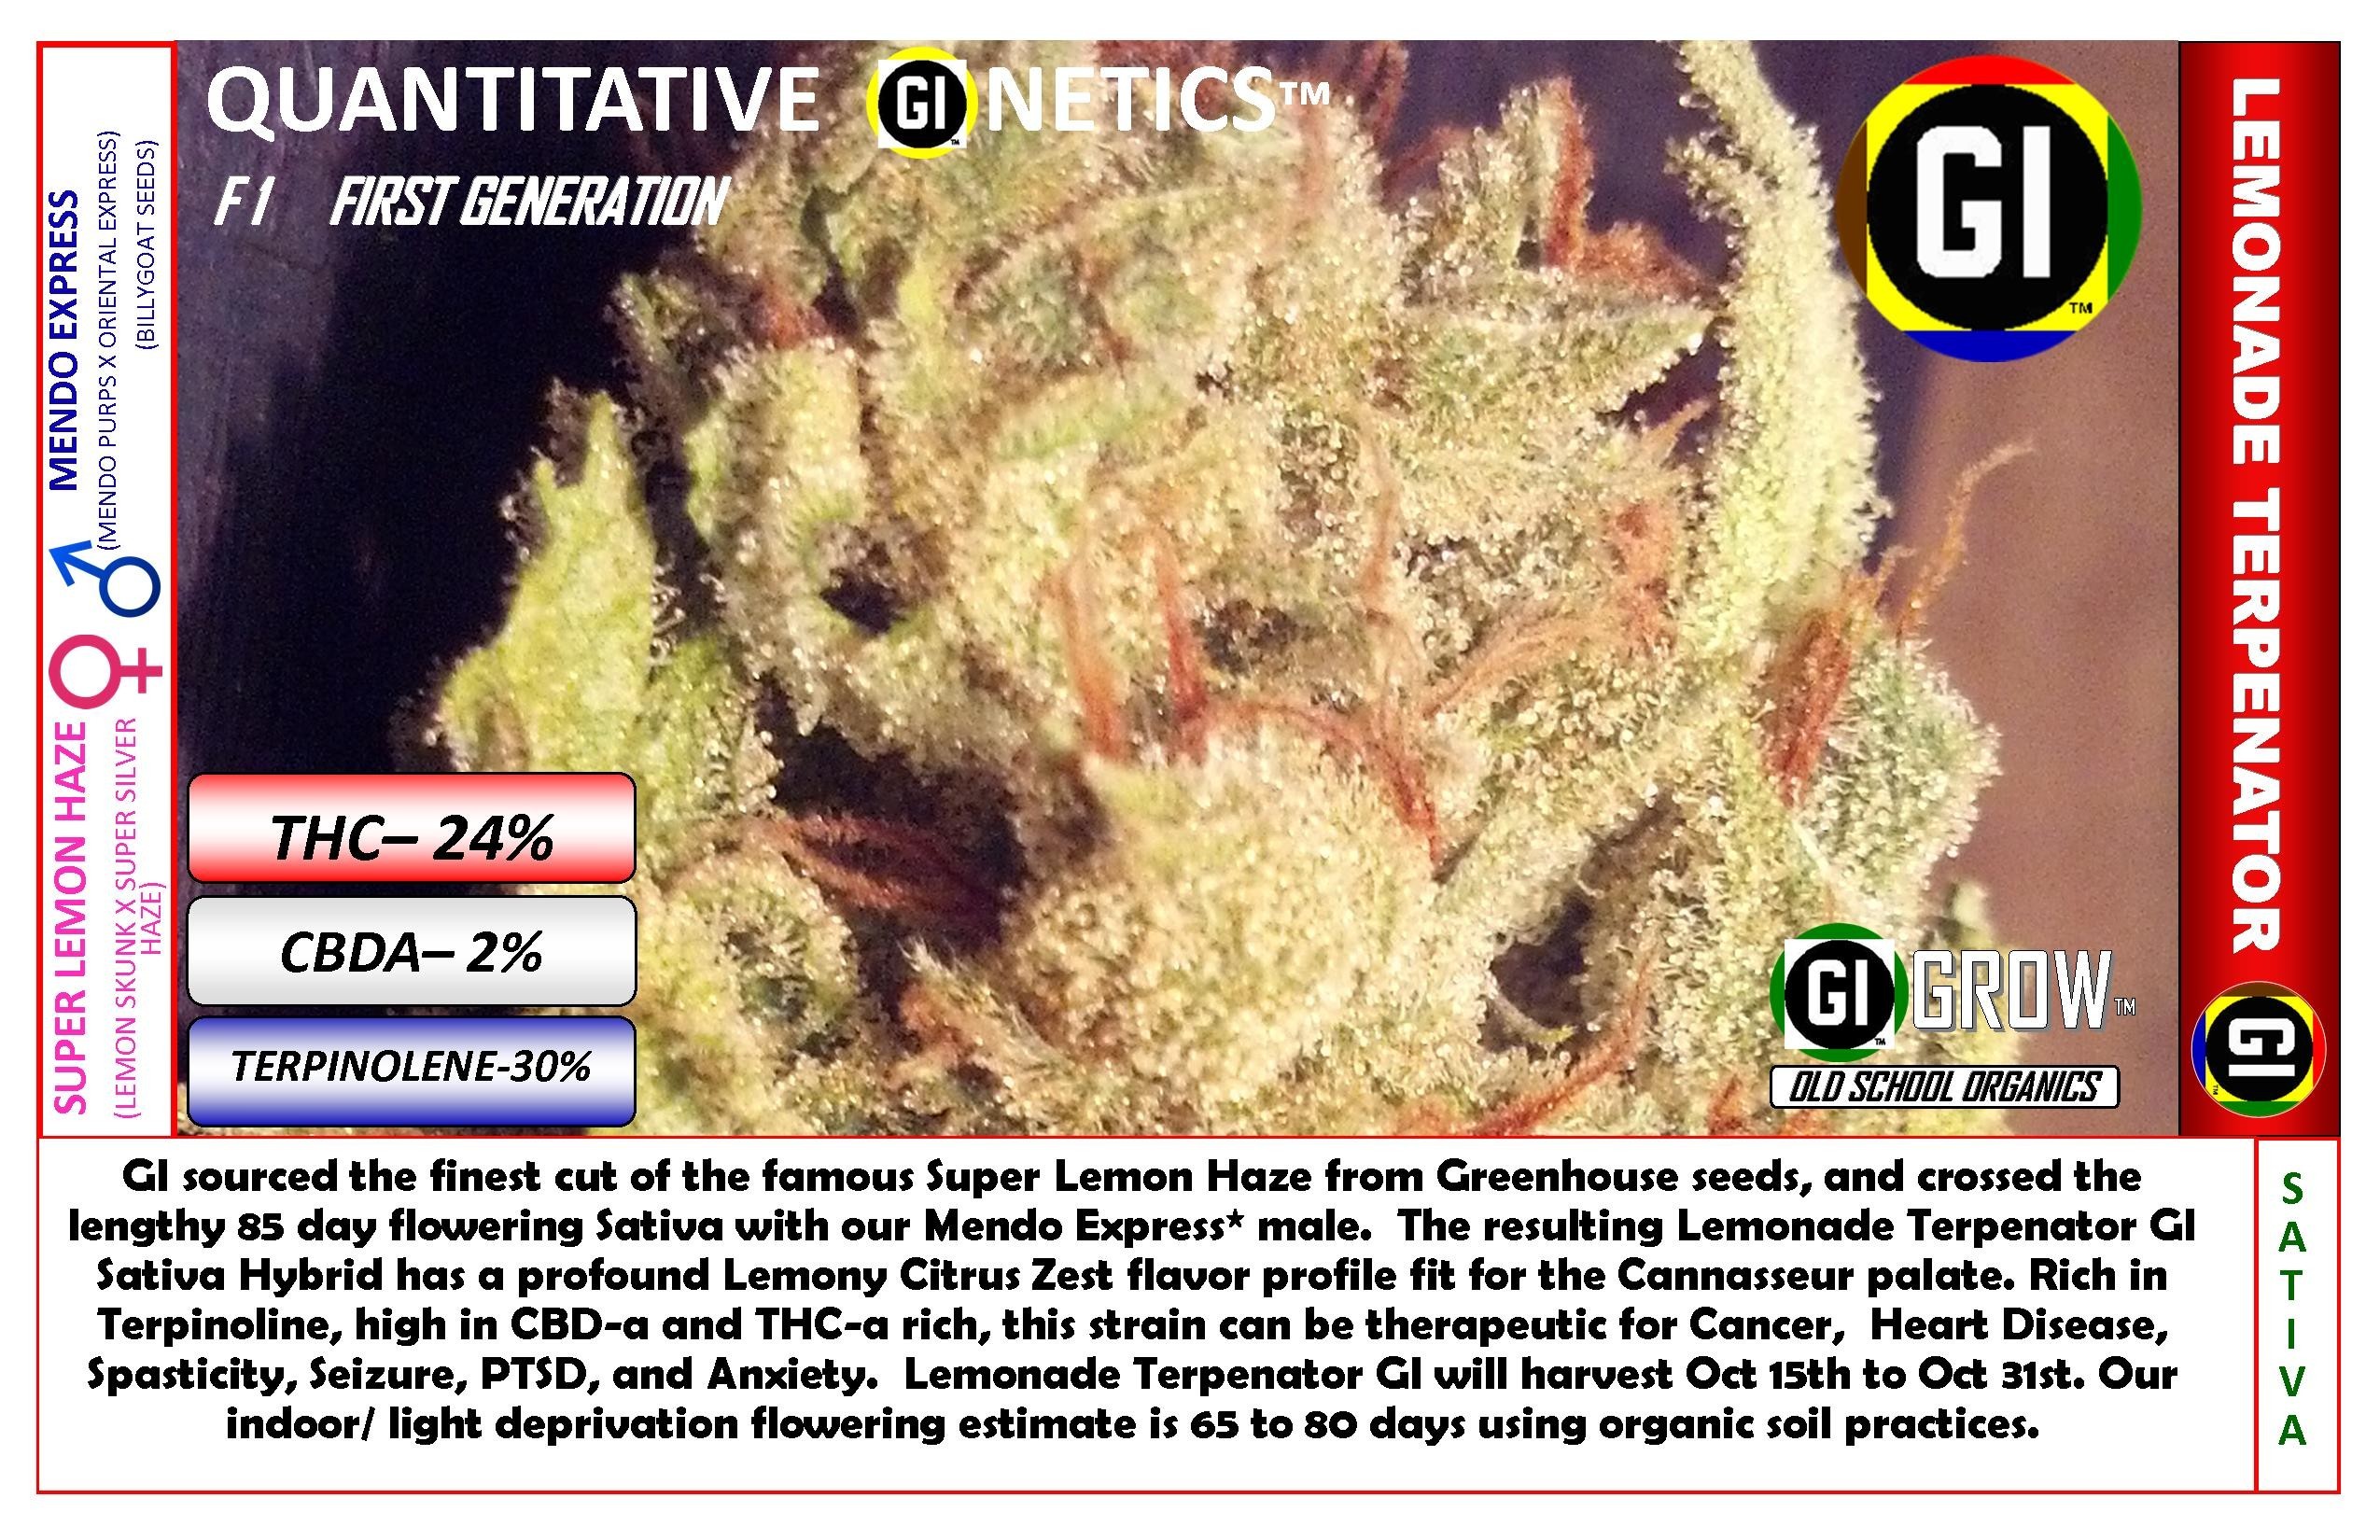 QUANTITATIVE GI NETICS™
F 1 FIRST GENERATION
GI
™
LEMONADE TERPENATOR
GI
™
MENDO EXPRESS
(MENDO PURPS X ORIENTAL EXPRESS)
(BILLYGOAT SEEDS)
SUPER LEMON HAZE
(LEMON SKUNK X SUPER SILVER
HAZE)
THC– 24%
CBDA– 2%
TERPINOLENE-30%
GI GROW™
OLD SCHOOL ORGANICS
GI sourced the finest cut of the famous Super Lemon Haze from Greenhouse seeds, and crossed the
lengthy 85 day flowering Sativa with our Mendo Express* male. The resulting Lemonade Terpenator GI
Sativa Hybrid has a profound Lemony Citrus Zest flavor profile fit for the Cannasseur palate. Rich in
Terpinoline, high in CBD-a and THC-a rich, this strain can be therapeutic for Cancer, Heart Disease,
Spasticity, Seizure, PTSD, and Anxiety. Lemonade Terpenator GI will harvest Oct 15th to Oct 31st. Our
indoor/ light deprivation flowering estimate is 65 to 80 days using organic soil practices.
SATIVA